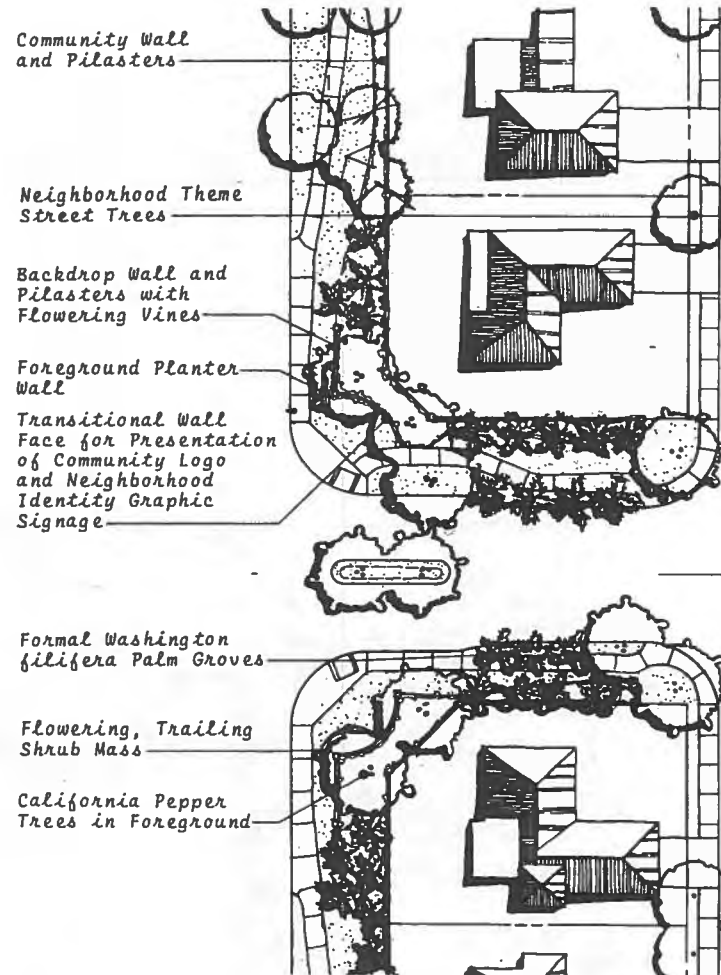 Community Wall
and Pilasters
Neighborhood Theme
Street Trees
Backdrop Wall and
Pilasters with
Flowering Vines
Foreground Planter
Wall
Transitional Wall
Face for Presentation
of Community Logo
and Neighborhood
Identity Graphic
Signage
Formal Washington
filifera Palm Groves
Flowering, Trailing
Shrub Mass
California Pepper
Trees in Foreground